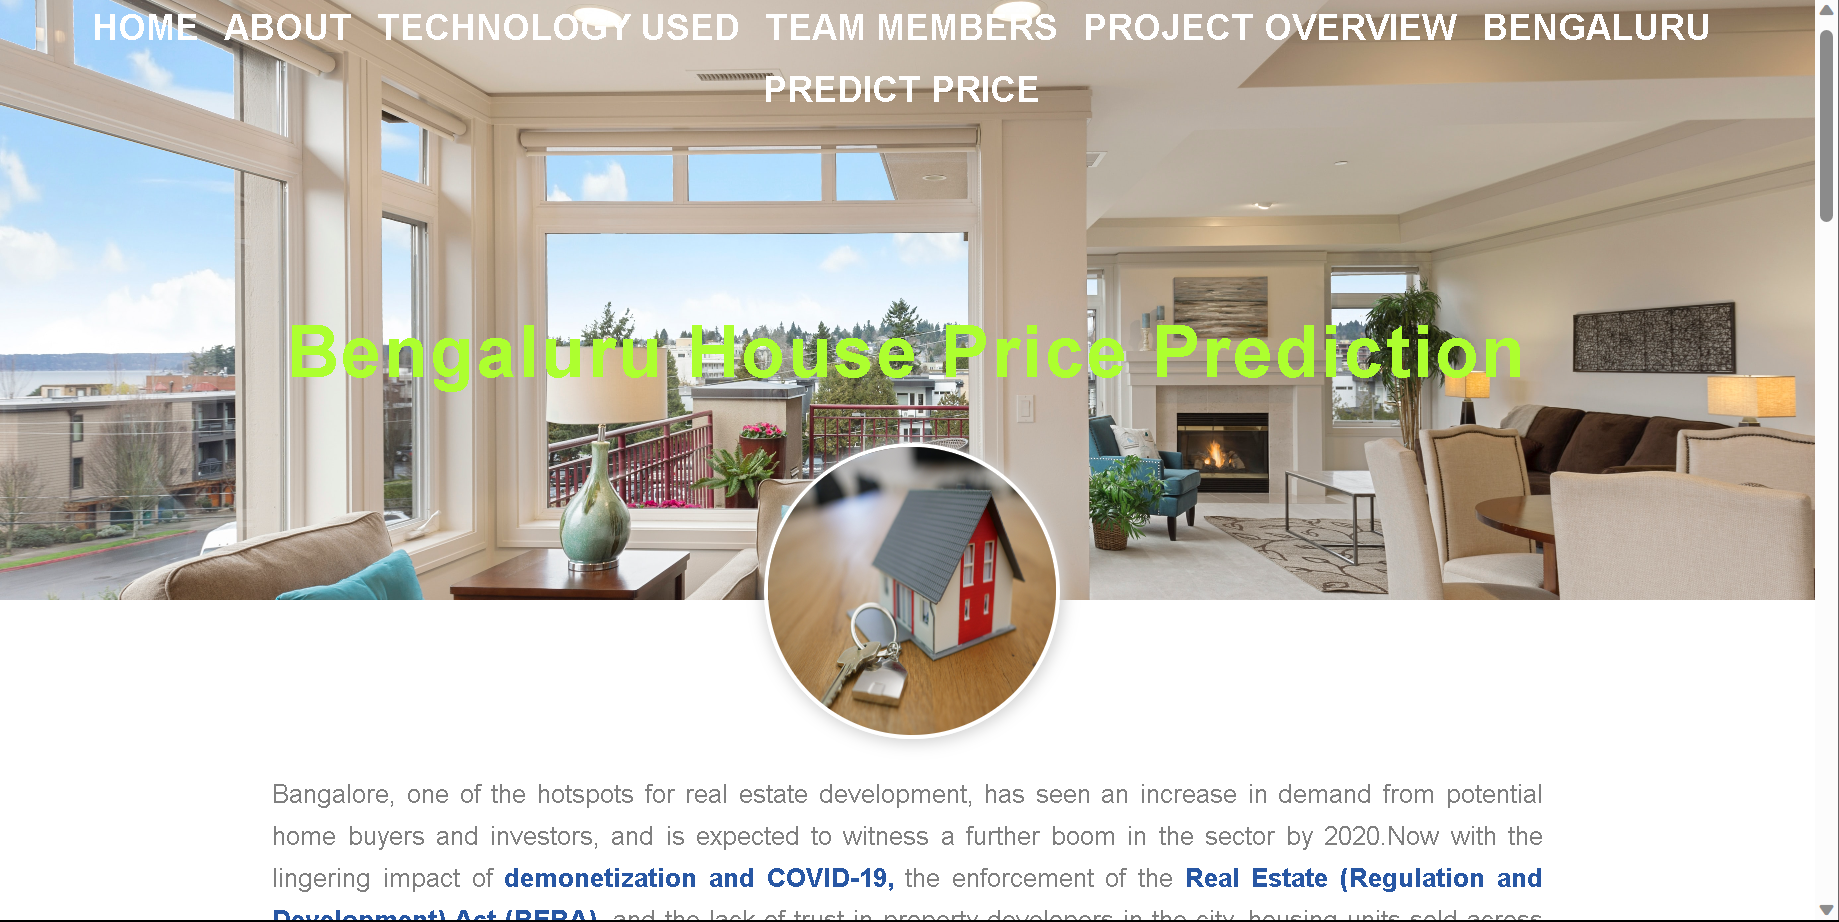 HOME ABOUT TECHNOLOGY USED TEAM MEMBERS PROJECT OVERVIEW BENGALURU
PREDICT PRICE
Bengaluru House Price Prediction
Bangalore, one of the hotspots for real estate development, has seen an increase in demand from potential
home buyers and investors, and is expected to witness a further boom in the sector by 2020.Now with the
lingering impact of demonetization and COVID-19, the enforcement of the Real Estate (Regulation and
Development) Act (RERA), and the lack of trust in property developers in the city, housing units sold across